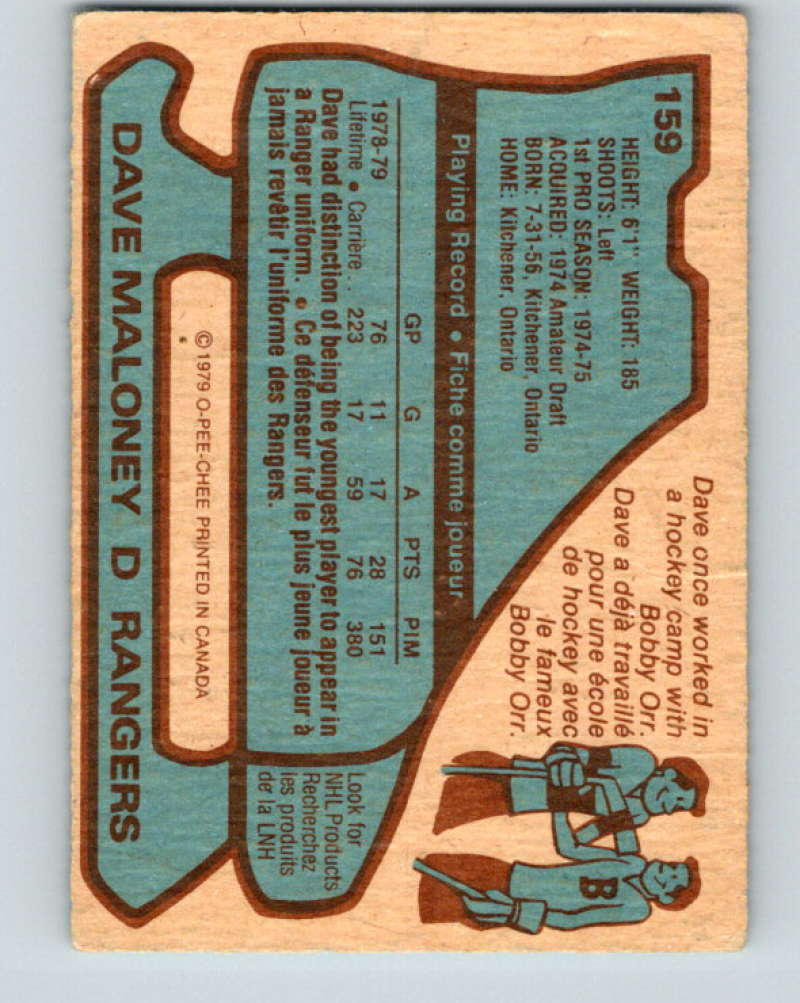 159
HEIGHT: 6'1" WEIGHT: 185
SHOOTS: Left
1st PRO SEASON: 1974-75
ACQUIRED: 1974 Amateur Draft
BORN: 7-31-56, Kitchener, Ontario
HOME: Kitchener, Ontario
Dave once worked in
a hockey camp with
Bobby Orr.
Dave a déjà travaillé
pour une école
de hockey avec
le fameux
Bobby Orr.
B
Playing Record • Fiche comme joueur
GP G A PTS PIM
1978-79 76 11 17 28 151
Lifetime • Carrière . . 223 17 59 76 380
Dave had distinction of being the youngest player to appear in
a Ranger uniform. • Ce défenseur fut le plus jeune joueur à
jamais revêtir l'uniforme des Rangers.
Look for
NHL Products
Recherchez
les produits
de la LNH
© 1979 O-PEE-CHEE PRINTED IN CANADA
DAVE MALONEY D RANGERS